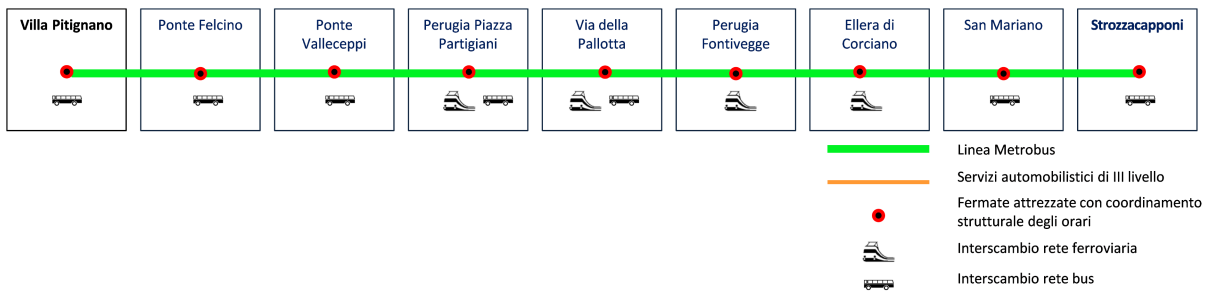 Villa Pitignano
Ponte Felcino
Ponte
Valleceppi
Perugia Piazza
Partigiani
Via della
Pallotta
Perugia
Fontivegge
Ellera di
Corciano
San Mariano
Strozzacapponi
Linea Metrobus
Servizi automobilistici di III livello
Fermate attrezzate con coordinamento
strutturale degli orari
Interscambio rete ferroviaria
Interscambio rete bus